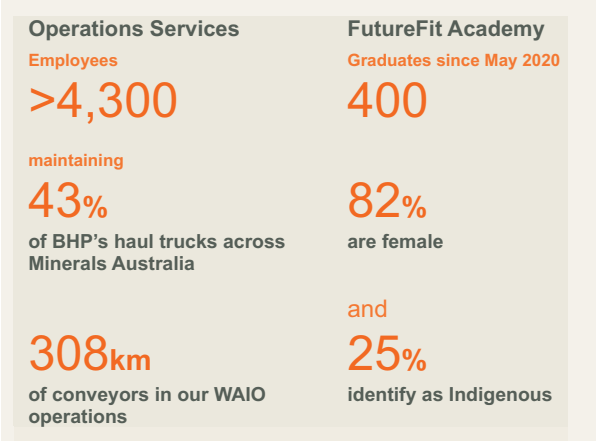 Operations Services
Employees
>4,300
maintaining
43%
of BHP's haul trucks across
Minerals Australia
308km
of conveyors in our WAIO
operations
FutureFit Academy
Graduates since May 2020
400
82%
are female
and
25%
identify as Indigenous